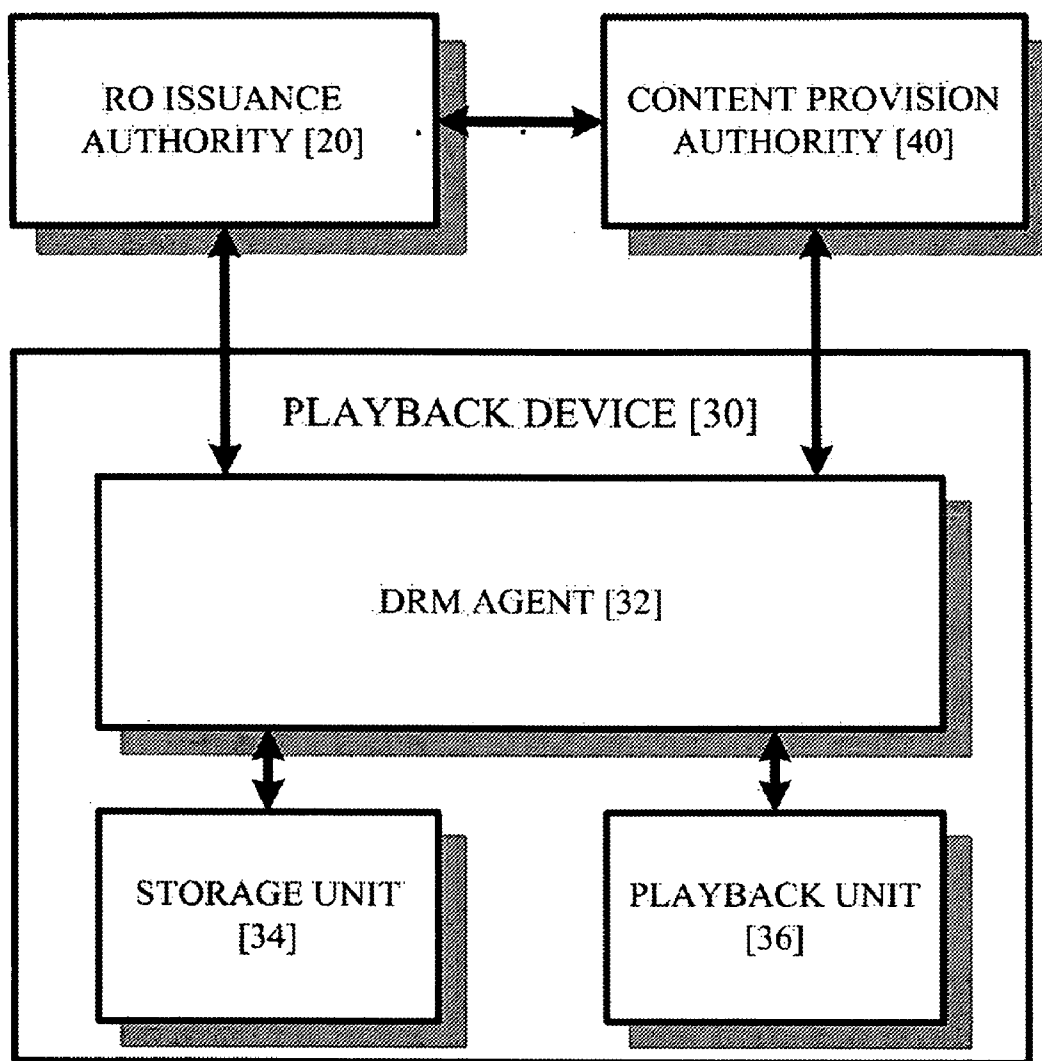 RO ISSUANCE
AUTHORITY [20]
CONTENT PROVISION
AUTHORITY [40]
PLAYBACK DEVICE [30]
DRM AGENT [32]
STORAGE UNIT
[34]
PLAYBACK UNIT
[36]